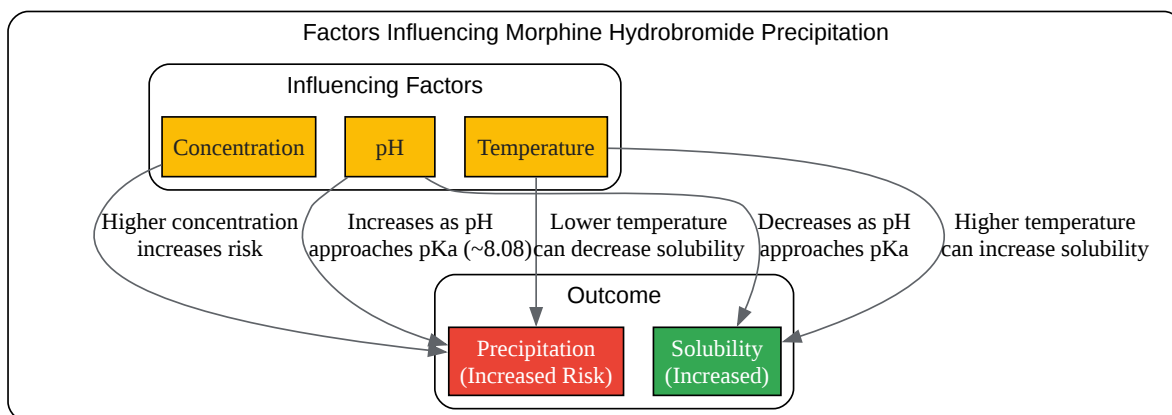 Factors Influencing Morphine Hydrobromide Precipitation
Influencing Factors
Concentration
pH
Temperature
Higher concentration
increases risk
Increases as pH
approaches pKa (~8.08)
Lower temperature
can decrease solubility
Decreases as pH
approaches pKa
Higher temperature
can increase solubility
Outcome
Precipitation
(Increased Risk)
Solubility
(Increased)